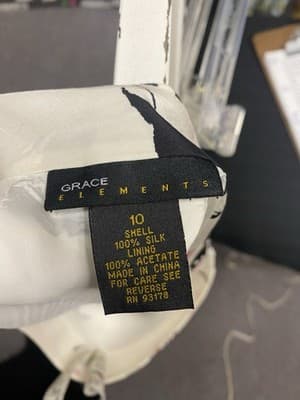 GRACE
ELEMENTS
10
SHELL
100% SILK
LINING
100% ACETATE
MADE IN CHINA
FOR CARE SEE
REVERSE
RN 93178